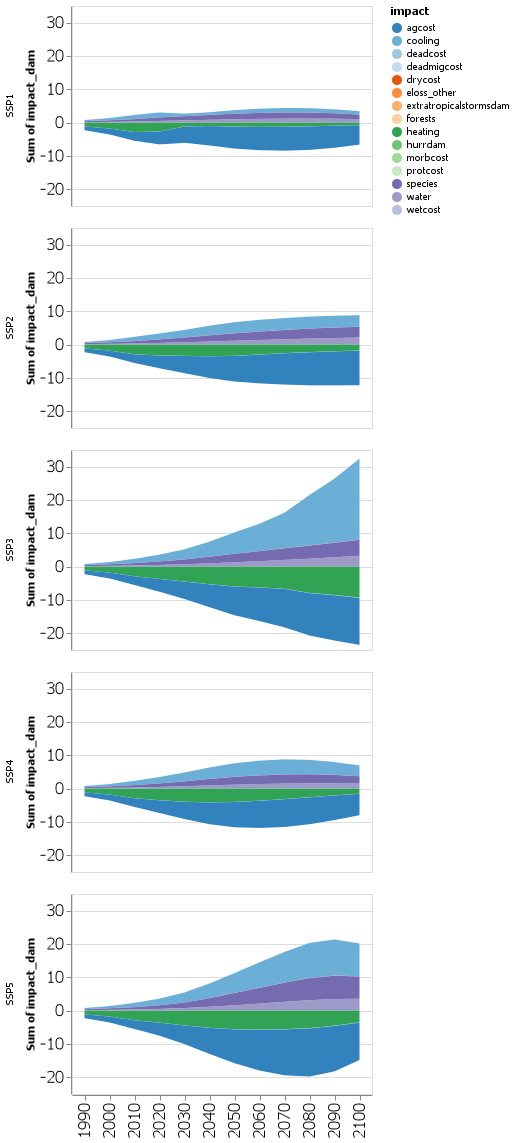 impact
agcost
cooling
deadcost
deadmigcost
drycost
eloss_other
extratropicalstormsdam
forests
heating
hurrdam
morbcost
protcost
species
water
wetcost
SSP1
Sum of impact_dam
30
20
10
0
-10
-20
SSP2
Sum of impact_dam
30
20
10
0
-10
-20
SSP3
Sum of impact_dam
30
20
10
0
-10
-20
SSP4
Sum of impact_dam
30
20
10
0
-10
-20
SSP5
Sum of impact_dam
30
20
10
0
-10
-20
1990
2000
2010
2020
2030
2040
2050
2060
2070
2080
2090
2100